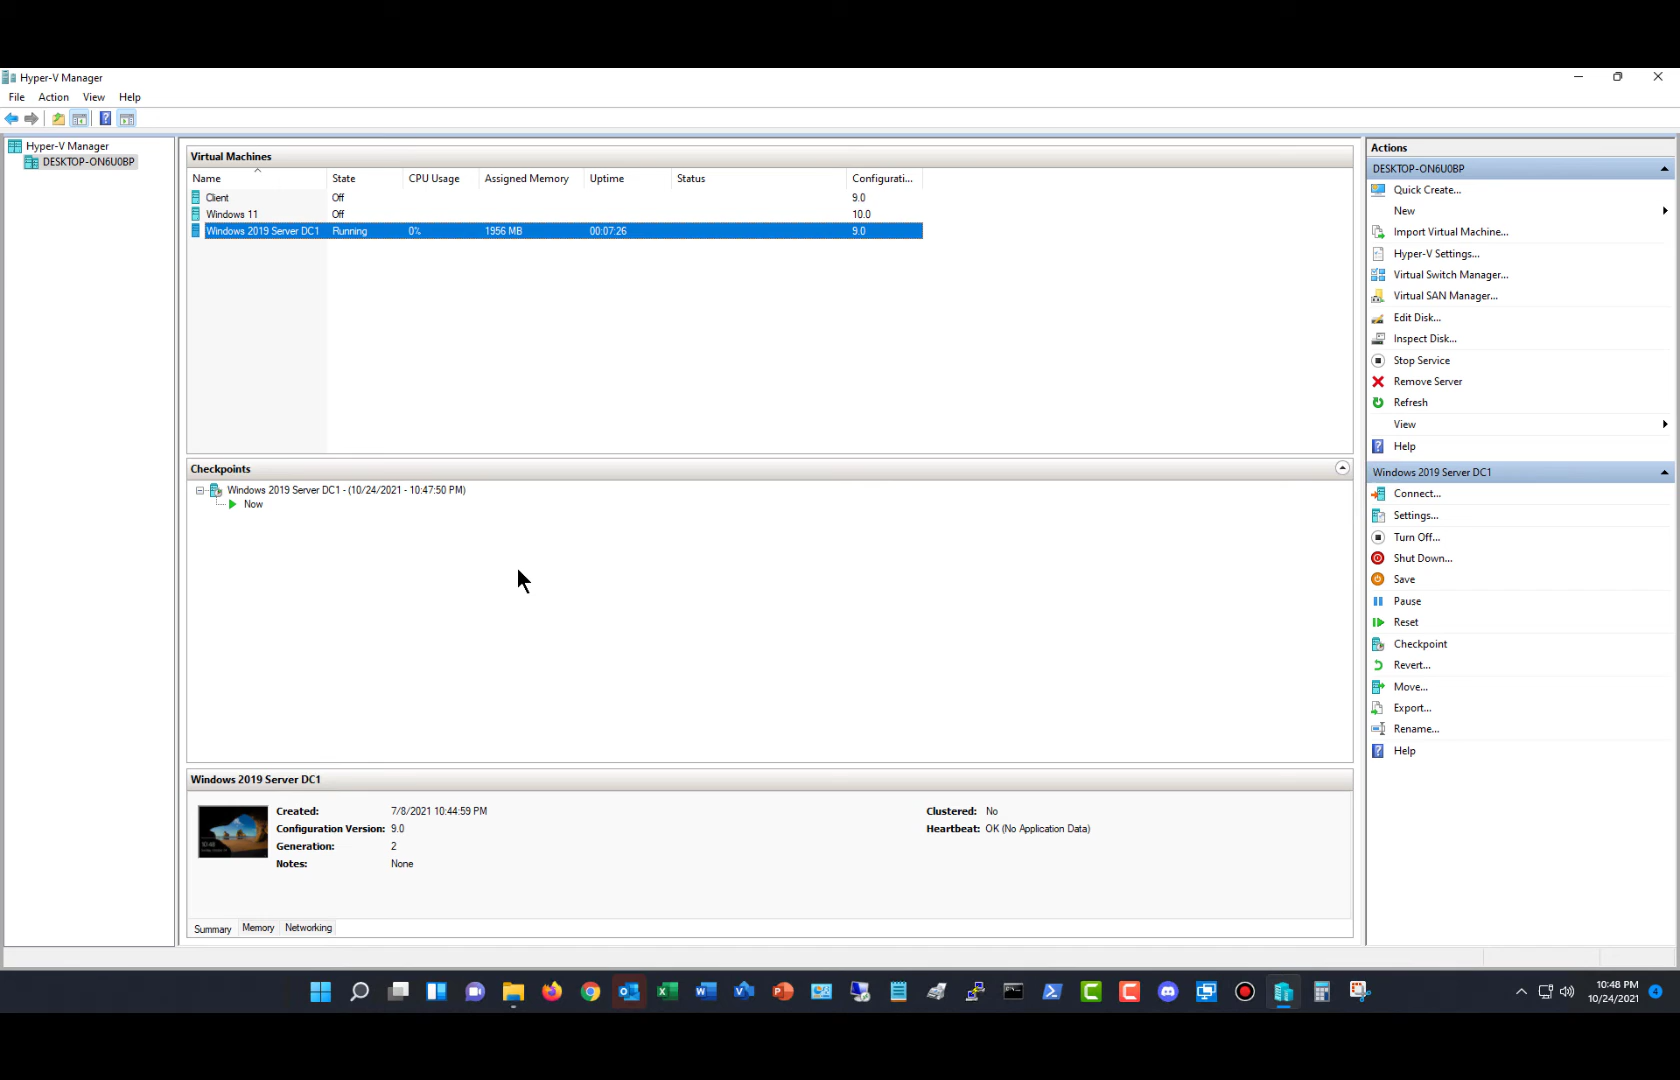 Hyper-V Manager
File Action View Help
Hyper-V Manager
DESKTOP-ON6U0BP
Virtual Machines
Name State CPU Usage Assigned Memory Uptime Status Configurati...
Client Off 9.0
Windows 11 Off 10.0
Windows 2019 Server DC1 Running 0% 1956 MB 00:07:26 9.0
Checkpoints
Windows 2019 Server DC1 - (10/24/2021 - 10:47:50 PM)
Now
Windows 2019 Server DC1
Created: 7/8/2021 10:44:59 PM Clustered: No
Configuration Version: 9.0 Heartbeat: OK (No Application Data)
Generation: 2
Notes: None
Summary Memory Networking
Actions
DESKTOP-ON6U0BP
Quick Create...
New
Import Virtual Machine...
Hyper-V Settings...
Virtual Switch Manager...
Virtual SAN Manager...
Edit Disk...
Inspect Disk...
Stop Service
Remove Server
Refresh
View
Help
Windows 2019 Server DC1
Connect...
Settings...
Turn Off...
Shut Down...
Save
Pause
Reset
Checkpoint
Revert...
Move...
Export...
Rename...
Help
10:48 PM
10/24/2021
4